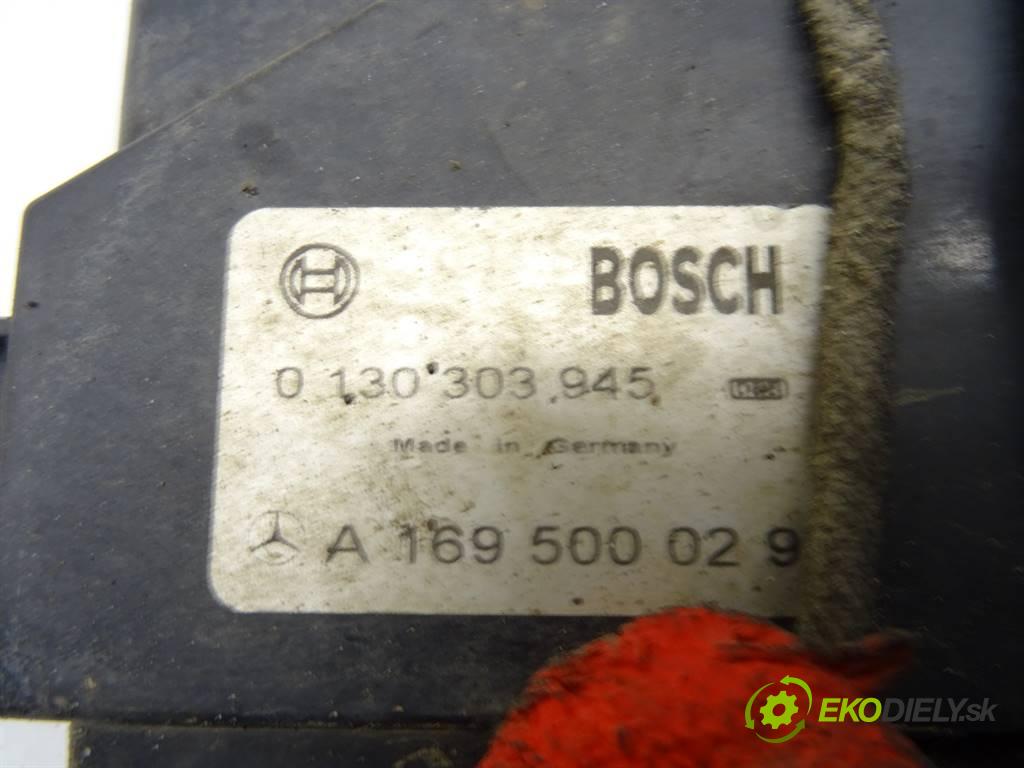 BOSCH
0 130 303 945
Made in Germany
A 169 500 02 9
EKODIELY.sk